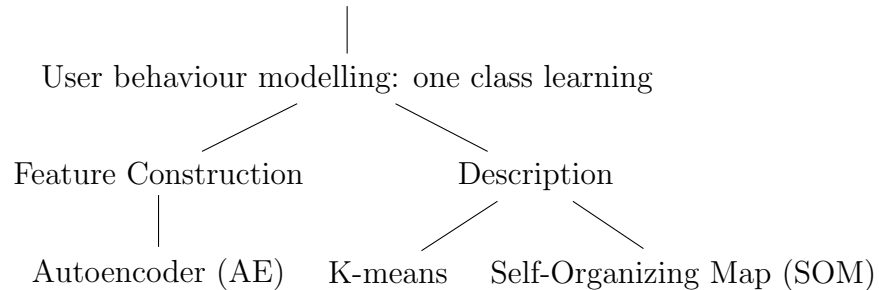 User behaviour modelling: one class learning
Feature Construction
Description
Autoencoder (AE)
K-means
Self-Organizing Map (SOM)